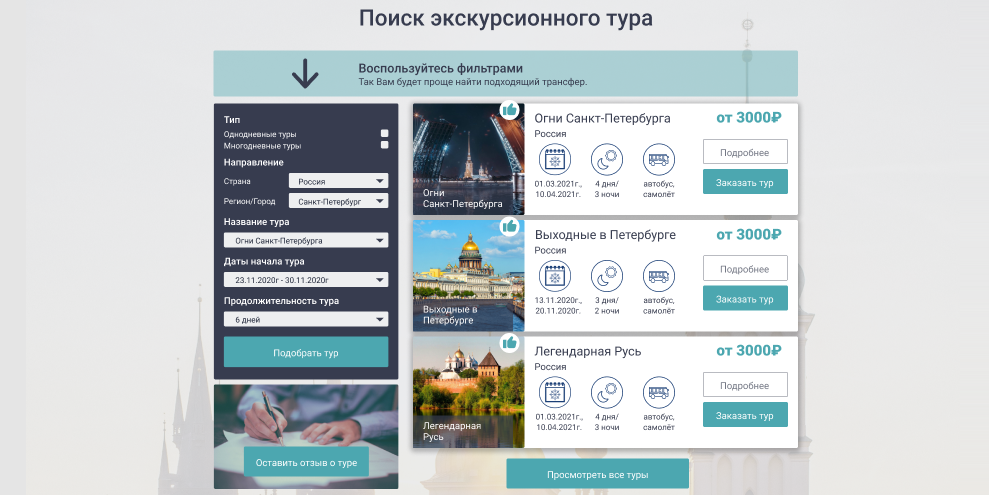 Поиск экскурсионного тура
Воспользуйтесь фильтрами
Так Вам будет проще найти подходящий трансфер.
Тип
Однодневные туры
Многодневные туры
Направление
Страна Россия
Регион/Город Санкт-Петербург
Название тура
Огни Санкт-Петербурга
Даты начала тура
23.11.2020г - 30.11.2020г
Продолжительность тура
6 дней
Подобрать тур
Оставить отзыв о туре
Огни
Санкт-Петербурга
Огни Санкт-Петербурга
Россия
01.03.2021г.,
10.04.2021г.
4 дня/
3 ночи
автобус,
самолёт
от 3000₽
Подробнее
Заказать тур
Выходные в
Петербурге
Выходные в Петербурге
Россия
13.11.2020г.,
20.11.2020г.
3 дня/
2 ночи
автобус,
самолёт
от 3000₽
Подробнее
Заказать тур
Легендарная
Русь
Легендарная Русь
Россия
01.03.2021г.,
10.04.2021г.
4 дня/
3 ночи
автобус,
самолёт
от 3000₽
Подробнее
Заказать тур
Просмотреть все туры